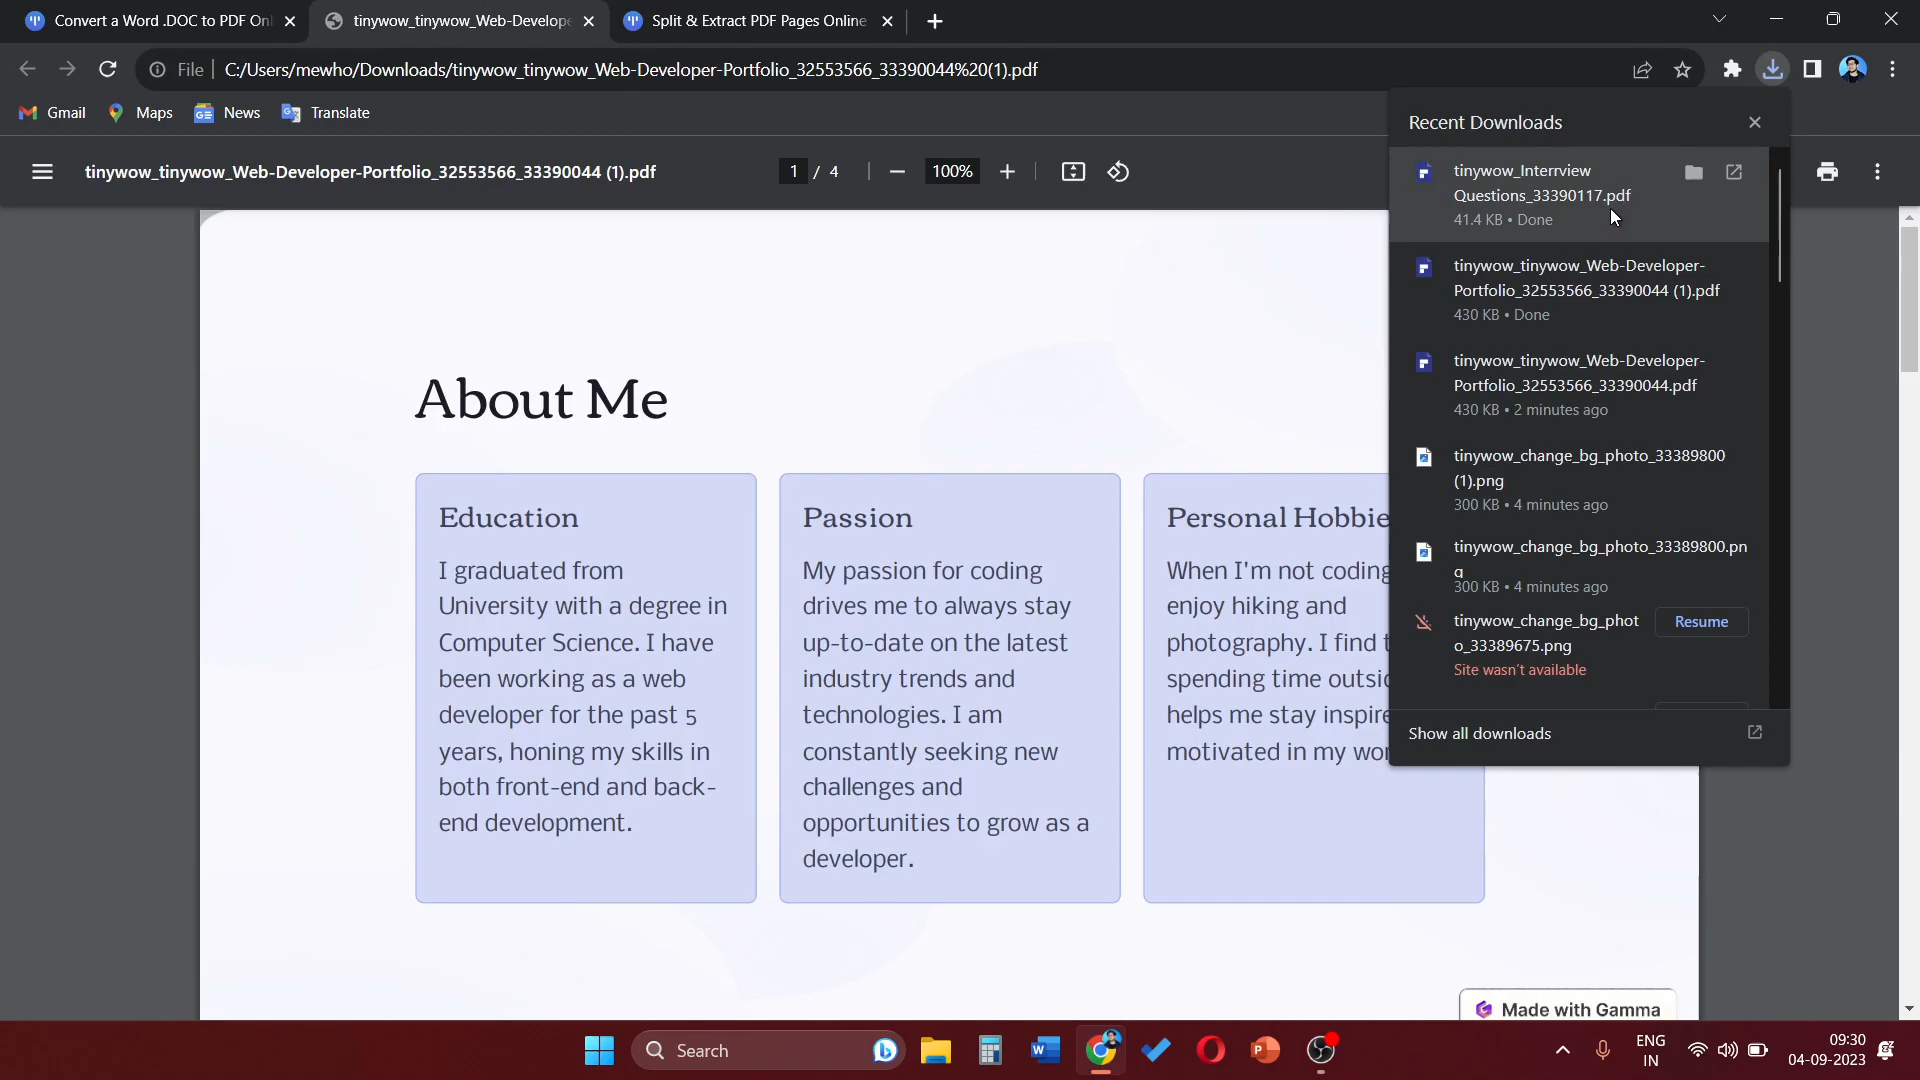 Convert a Word .DOC to PDF Onl
tinywow_tinywow_Web-Develope
Split & Extract PDF Pages Online
File
C:/Users/mewho/Downloads/tinywow_tinywow_Web-Developer-Portfolio_32553566_33390044%20(1).pdf
Gmail
Maps
News
Translate
tinywow_tinywow_Web-Developer-Portfolio_32553566_33390044 (1).pdf
1 / 4
100%
Recent Downloads
tinywow_Interrview
Questions_33390117.pdf
41.4 KB • Done
tinywow_tinywow_Web-Developer-
Portfolio_32553566_33390044 (1).pdf
430 KB • Done
tinywow_tinywow_Web-Developer-
Portfolio_32553566_33390044.pdf
430 KB • 2 minutes ago
tinywow_change_bg_photo_33389800
(1).png
300 KB • 4 minutes ago
tinywow_change_bg_photo_33389800.pn
g
300 KB • 4 minutes ago
tinywow_change_bg_phot
o_33389675.png
Site wasn't available
Resume
Show all downloads
About Me
Education
I graduated from
University with a degree in
Computer Science. I have
been working as a web
developer for the past 5
years, honing my skills in
both front-end and back-
end development.
Passion
My passion for coding
drives me to always stay
up-to-date on the latest
industry trends and
technologies. I am
constantly seeking new
challenges and
opportunities to grow as a
developer.
Personal Hobbie
When I'm not coding
enjoy hiking and
photography. I find
spending time outsi
helps me stay inspire
motivated in my wo
Made with Gamma
Search
ENG
IN
09:30
04-09-2023